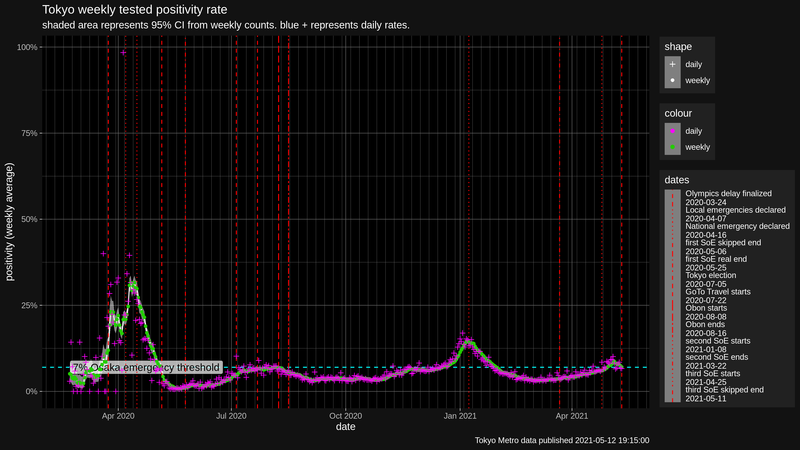 Tokyo weekly tested positivity rate
shaded area represents 95% CI from weekly counts. blue + represents daily rates.
100%
75%
50%
25%
0%
positivity (weekly average)
7% Osaka emergency threshold
Apr 2020
Jul 2020
Oct 2020
Jan 2021
Apr 2021
date
shape
daily
weekly
colour
daily
weekly
dates
Olympics delay finalized
2020-03-24
Local emergencies declared
2020-04-07
National emergency declared
2020-04-16
first SoE skipped end
2020-05-06
first SoE real end
2020-05-25
Tokyo election
2020-07-05
GoTo Travel starts
2020-07-22
Obon starts
2020-08-08
Obon ends
2020-08-16
second SoE starts
2021-01-08
second SoE ends
2021-03-22
third SoE starts
2021-04-25
third SoE skipped end
2021-05-11
Tokyo Metro data published 2021-05-12 19:15:00